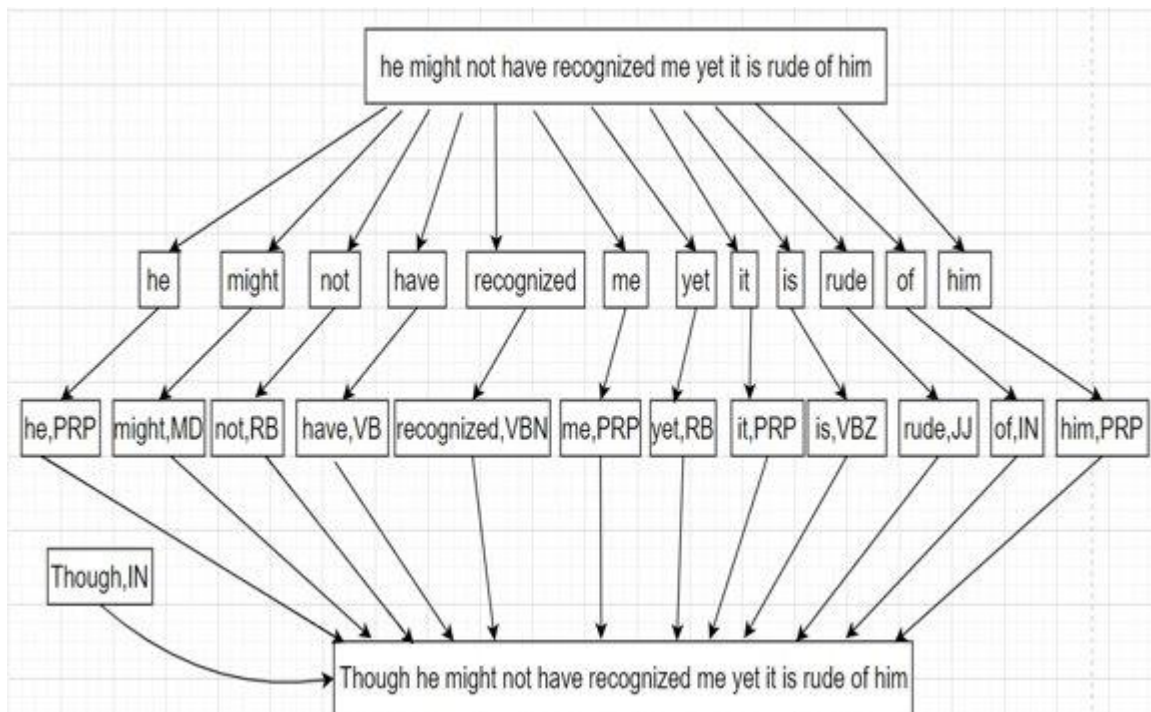 he might not have recognized me yet it is rude of him
he might not have recognized me yet it is rude of him
he,PRP might,MD not,RB have,VB recognized,VBN me,PRP yet,RB it,PRP is,VBZ rude,JJ of,IN him,PRP
Though,IN
Though he might not have recognized me yet it is rude of him